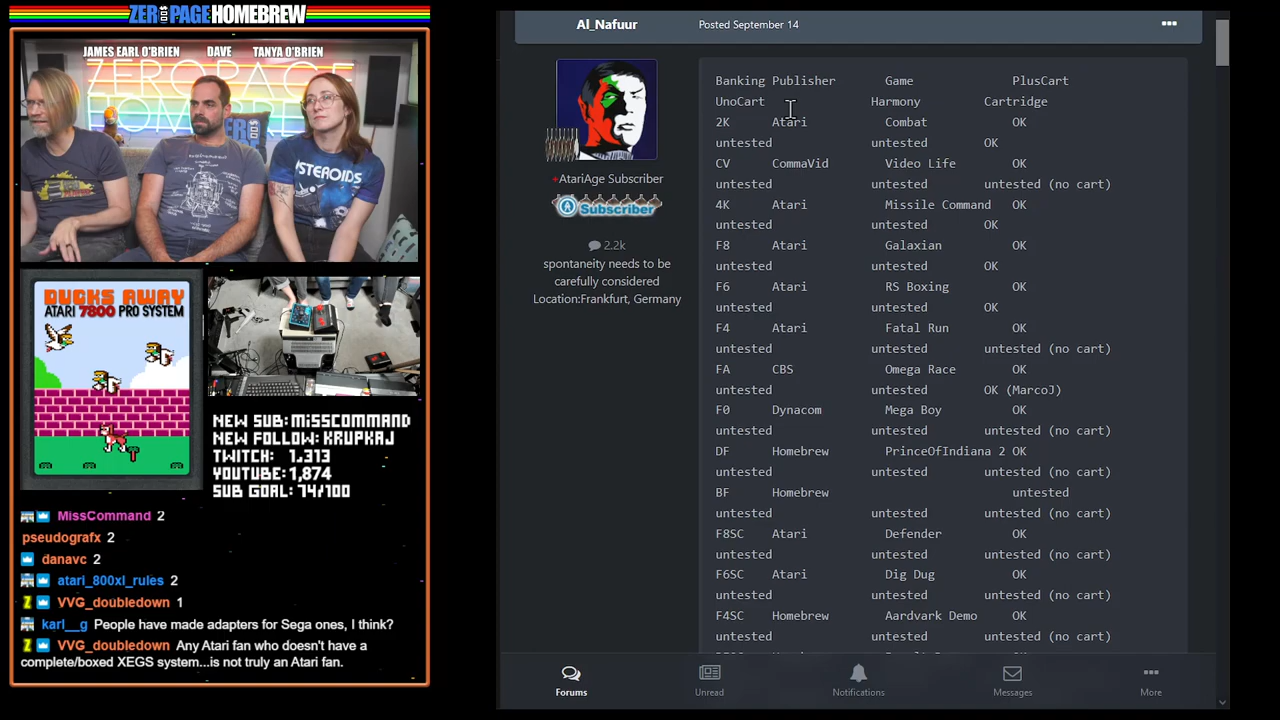 ZEROPAGE HOMEBREW
JAMES EARL O'BRIEN DAVE TANYA O'BRIEN
ZEROPAGE
HOMEBREW
ASTEROIDS
DUCKS AWAY
ATARI 7800 PRO SYSTEM
NEW SUB: MISSCOMMAND
NEW FOLLOW: KRUPKAJ
TWITCH: 1,313
YOUTUBE: 1,874
SUB GOAL: 74/100
MissCommand 2
pseudografx 2
danavc 2
atari_800xl_rules 2
VVG_doubledown 1
karl__g People have made adapters for Sega ones, I think?
VVG_doubledown Any Atari fan who doesn't have a
complete/boxed XEGS system...is not truly an Atari fan.
Al_Nafuur Posted September 14
+AtariAge Subscriber
Subscriber
2.2k
spontaneity needs to be
carefully considered
Location:Frankfurt, Germany
Banking Publisher Game PlusCart
UnoCart Harmony Cartridge
2K Atari Combat OK
untested untested OK
CV CommaVid Video Life OK
untested untested untested (no cart)
4K Atari Missile Command OK
untested untested OK
F8 Atari Galaxian OK
untested untested OK
F6 Atari RS Boxing OK
untested untested OK
F4 Atari Fatal Run OK
untested untested untested (no cart)
FA CBS Omega Race OK
untested untested OK (MarcoJ)
F0 Dynacom Mega Boy OK
untested untested untested (no cart)
DF Homebrew PrinceOfIndiana 2 OK
untested untested untested (no cart)
BF Homebrew untested
untested untested untested (no cart)
F8SC Atari Defender OK
untested untested untested (no cart)
F6SC Atari Dig Dug OK
untested untested untested (no cart)
F4SC Homebrew Aardvark Demo OK
untested untested untested (no cart)
Forums Unread Notifications Messages More